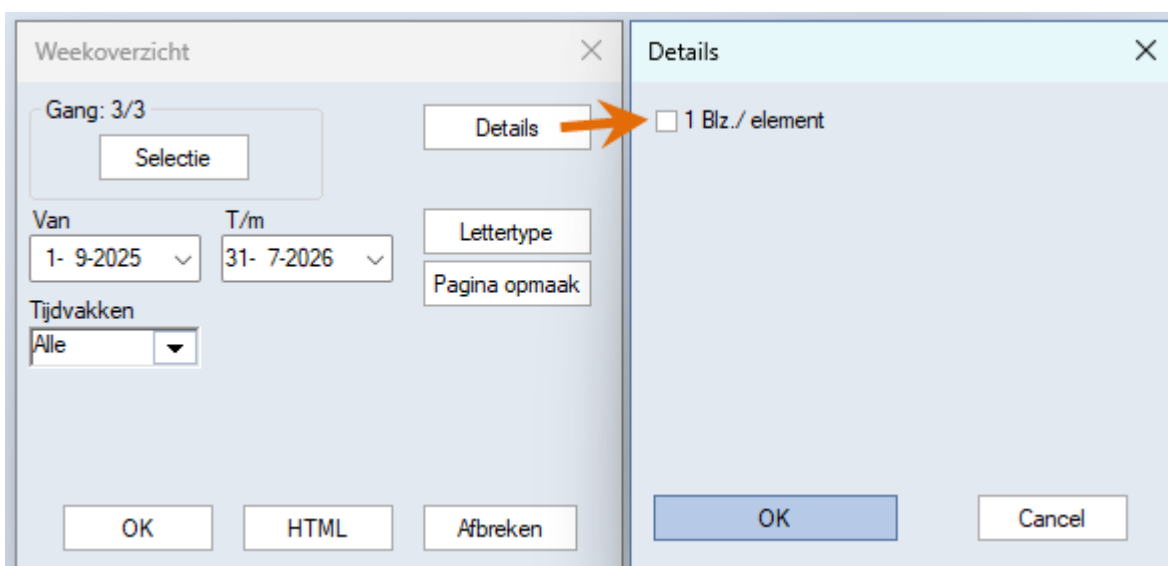 Weekoverzicht
Gang: 3/3
Selectie
Details
Van
T/m
1- 9-2025
31- 7-2026
Lettertype
Pagina opmaak
Tijdvakken
Alle
OK
HTML
Afbreken
Details
1 Blz./ element
OK
Cancel